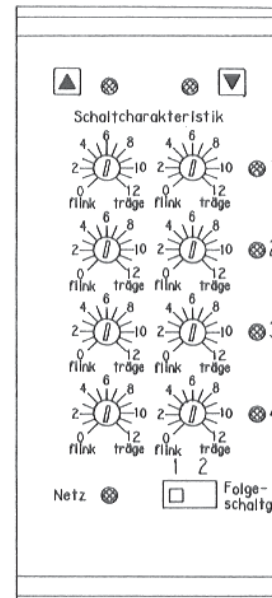 Schaltcharakteristik
6 6
4 8 4 8
2 10 2 10
0 12 0 12
flink träge flink träge
6 6
4 8 4 8
2 10 2 10 2
0 12 0 12
flink träge flink träge
6 6
4 8 4 8
2 10 2 10 3
0 12 0 12
flink träge flink träge
6 6
4 8 4 8
2 10 2 10 4
0 12 0 12
flink träge flink träge
1 2
Netz Folge-
schaltg